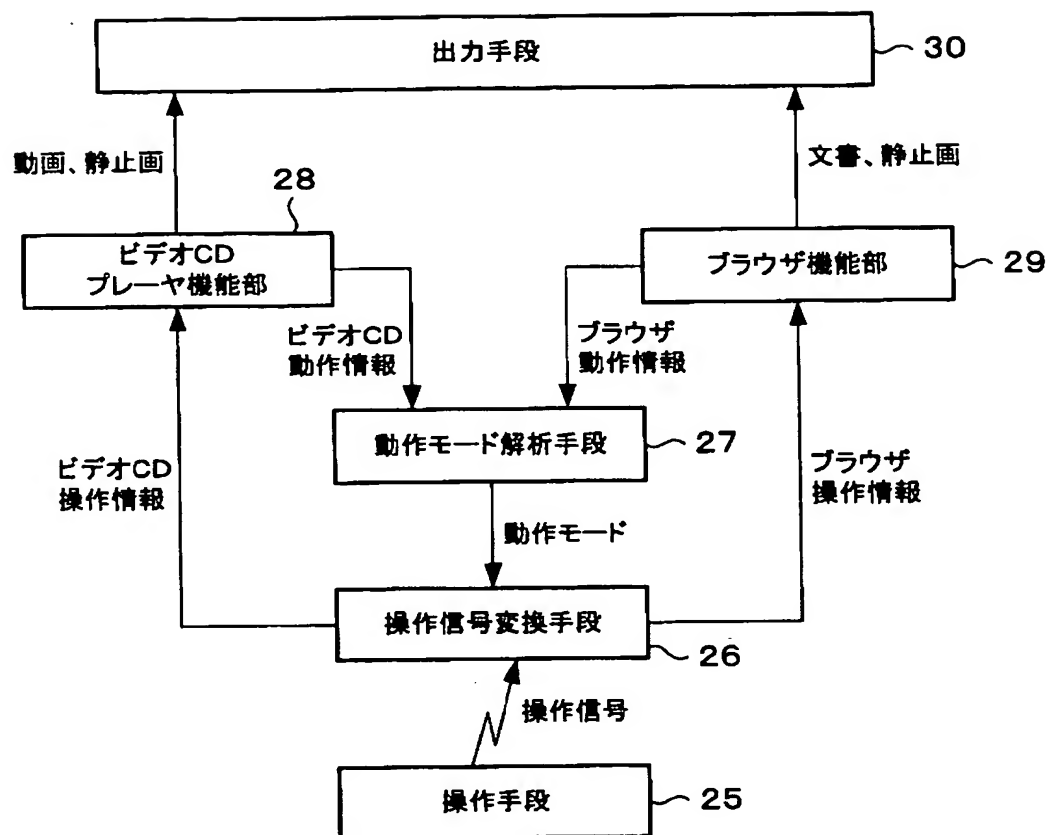 出力手段
30
動画、静止画
文書、静止画
28
ビデオCD
プレーヤ機能部
ブラウザ機能部
29
ビデオCD
動作情報
ブラウザ
動作情報
動作モード解析手段
27
ビデオCD
操作情報
ブラウザ
操作情報
動作モード
操作信号変換手段
26
操作信号
操作手段
25